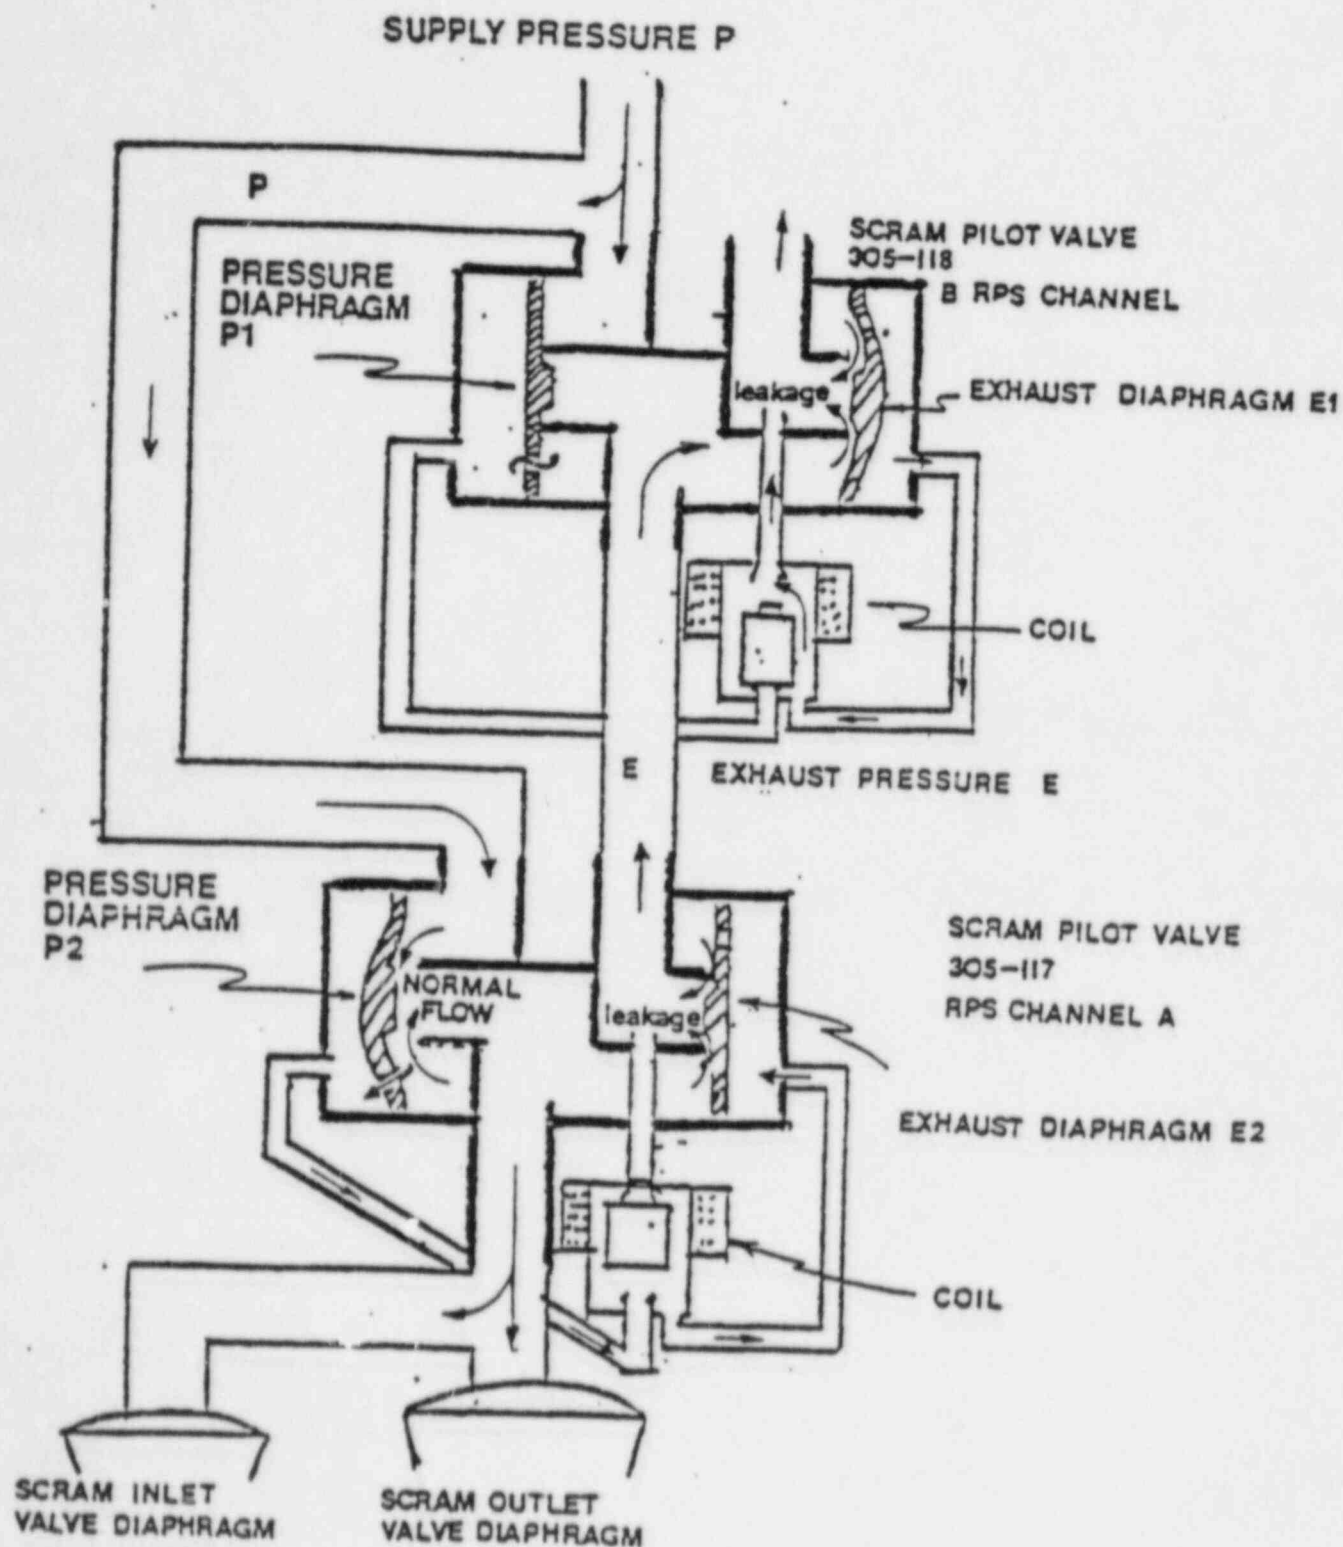 SUPPLY PRESSURE P
P
SCRAM PILOT VALVE
305-118
B RPS CHANNEL
PRESSURE
DIAPHRAGM
P1
leakage
EXHAUST DIAPHRAGM E1
COIL
E
EXHAUST PRESSURE E
PRESSURE
DIAPHRAGM
P2
NORMAL
FLOW
leakage
SCRAM PILOT VALVE
305-117
RPS CHANNEL A
EXHAUST DIAPHRAGM E2
COIL
SCRAM INLET
VALVE DIAPHRAGM
SCRAM OUTLET
VALVE DIAPHRAGM